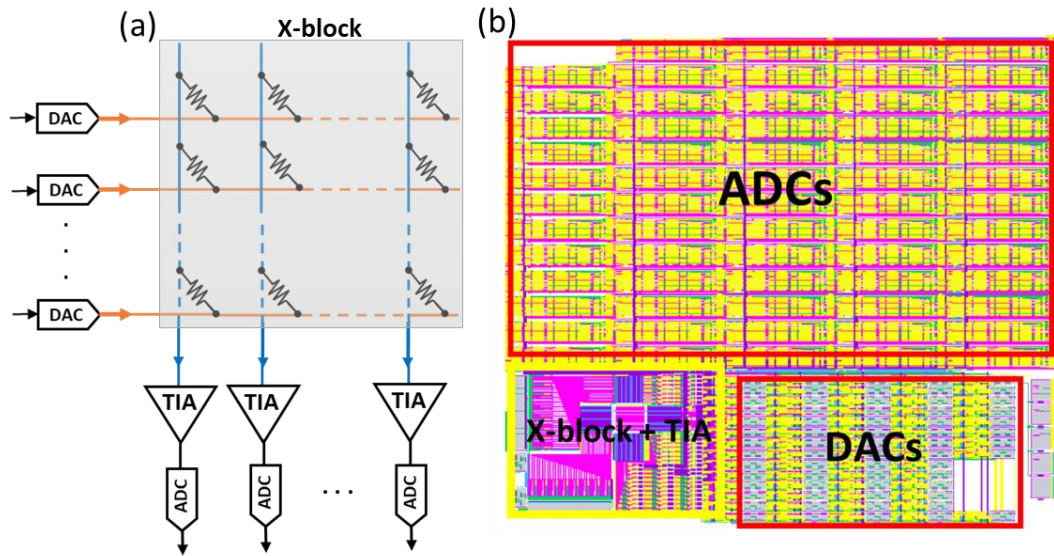 (a)
X-block
DAC
DAC
DAC
TIA TIA TIA
ADC ADC ... ADC
(b)
ADCs
X-block + TIA
DACs